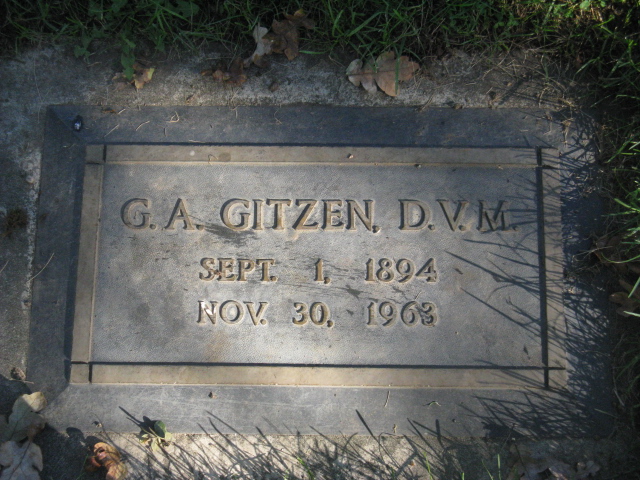 G. A. GITZEN, D.V.M.
SEPT. 1, 1894
NOV. 30, 1963